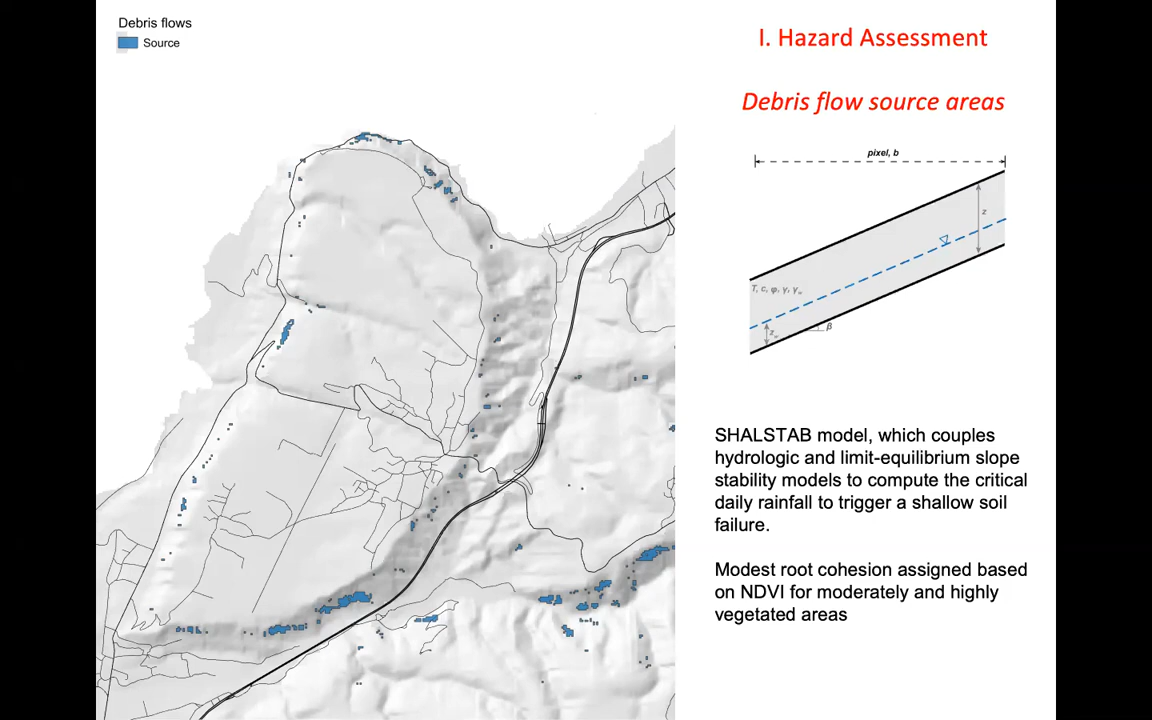 Debris flows
Source
I. Hazard Assessment
Debris flow source areas
pixel, b
z
T, c, φ, γ, γw
zw
β
SHALSTAB model, which couples
hydrologic and limit-equilibrium slope
stability models to compute the critical
daily rainfall to trigger a shallow soil
failure.
Modest root cohesion assigned based
on NDVI for moderately and highly
vegetated areas